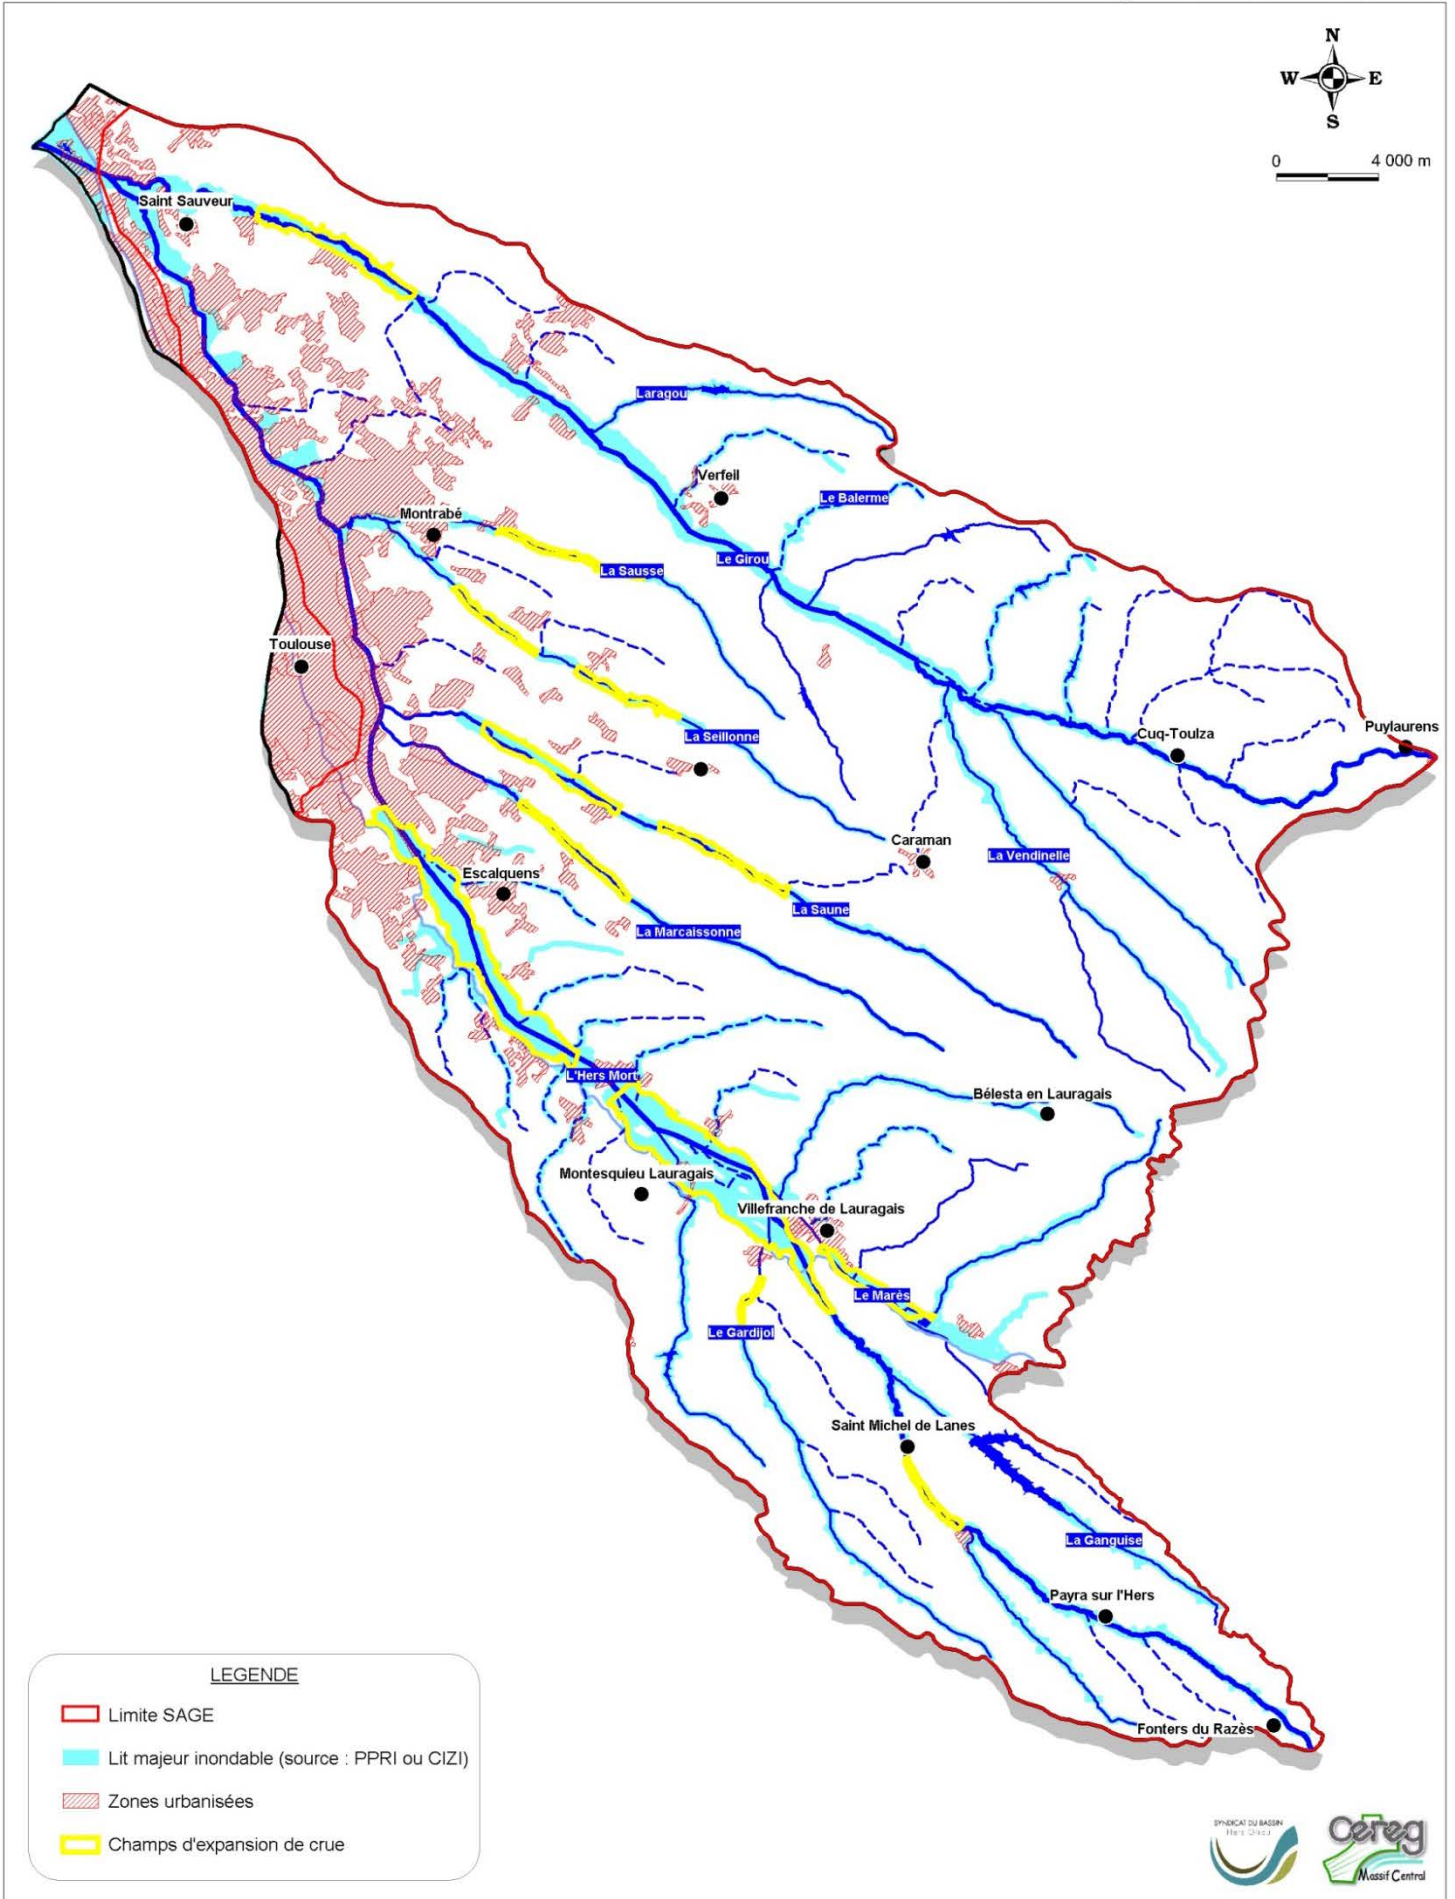 N
W E
S
0 4 000 m
Saint Sauveur
Laragou
Verfeil
Le Balerme
Montrabé
Le Girou
La Sausse
Toulouse
Puylaurens
La Seillonne
Cuq-Toulza
Caraman
La Vendinelle
Escalquens
La Saune
La Marcaissonne
L'Hers Mort
Bélesta en Lauragais
Montesquieu Lauragais
Villefranche de Lauragais
Le Marès
Le Gardijol
Saint Michel de Lanes
La Ganguise
Payra sur l'Hers
Fonters du Razès
LEGENDE
Limite SAGE
Lit majeur inondable (source : PPRI ou CIZI)
Zones urbanisées
Champs d'expansion de crue
SYNDICAT DU BASSIN
Hers Girou
Cereg
Massif Central